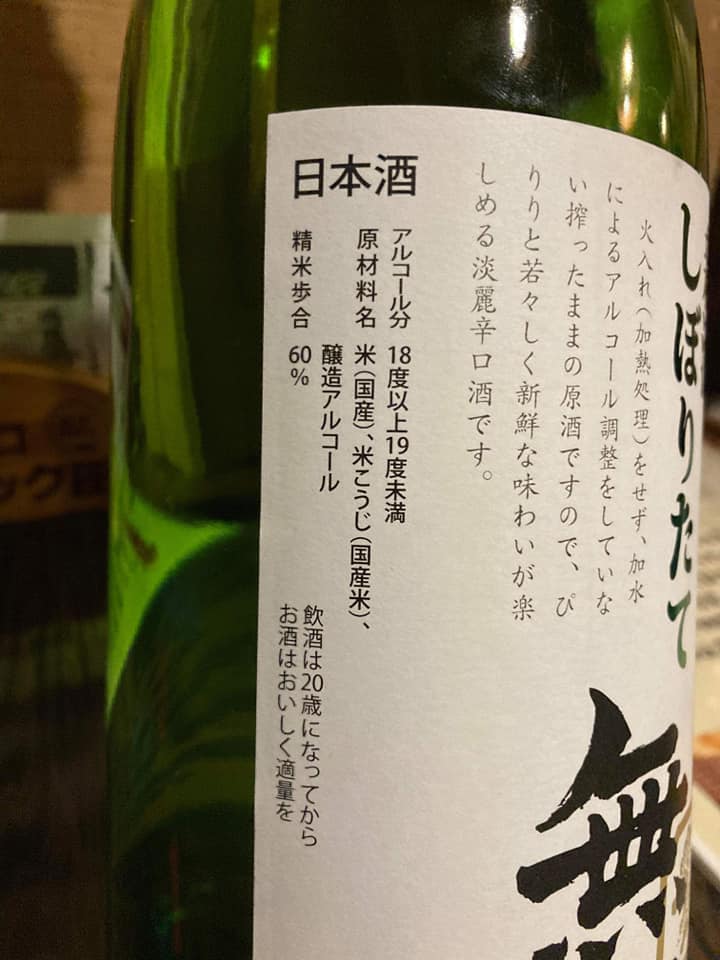 日本酒
しぼりたて
無
火入れ（加熱処理）をせず、加水
によるアルコール調整をしていな
い搾ったままの原酒ですので、ぴ
りりと若々しく新鮮な味わいが楽
しめる淡麗辛口酒です。
アルコール分 18度以上19度未満
原材料名 米（国産）、米こうじ（国産米）、
醸造アルコール
精米歩合 60%
飲酒は20歳になってから
お酒はおいしく適量を